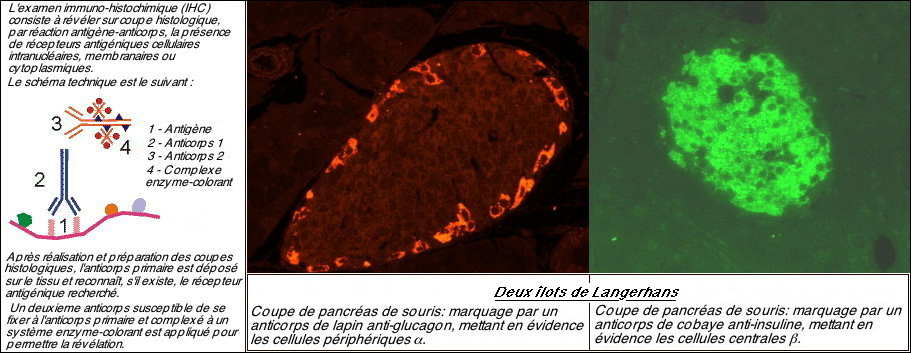 L'examen immuno-histochimique (IHC)
consiste à révéler sur coupe histologique,
par réaction antigène-anticorps, la présence
de récepteurs antigéniques cellulaires
intranucléaires, membranaires ou
cytoplasmiques.
Le schéma technique est le suivant :
3
4
2
1
1 - Antigène
2 - Anticorps 1
3 - Anticorps 2
4 - Complexe
enzyme-colorant
Après réalisation et préparation des coupes
histologiques, l'anticorps primaire est déposé
sur le tissu et reconnaît, s'il existe, le récepteur
antigénique recherché.
Un deuxieme anticorps susceptible de se
fixer à l'anticorps primaire et complexé à un
système enzyme-colorant est appliqué pour
permettre la révélation.
Deux îlots de Langerhans
Coupe de pancréas de souris: marquage par un
anticorps de lapin anti-glucagon, mettant en évidence
les cellules périphériques α.
Coupe de pancréas de souris: marquage par un
anticorps de cobaye anti-insuline, mettant en
évidence les cellules centrales β.